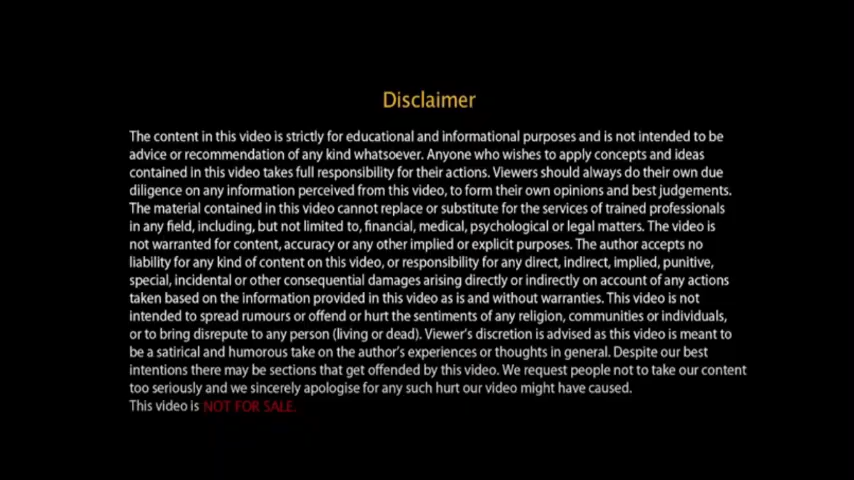 Disclaimer
The content in this video is strictly for educational and informational purposes and is not intended to be
advice or recommendation of any kind whatsoever. Anyone who wishes to apply concepts and ideas
contained in this video takes full responsibility for their actions. Viewers should always do their own due
diligence on any information perceived from this video, to form their own opinions and best judgements.
The material contained in this video cannot replace or substitute for the services of trained professionals
in any field, including, but not limited to, financial, medical, psychological or legal matters. The video is
not warranted for content, accuracy or any other implied or explicit purposes. The author accepts no
liability for any kind of content on this video, or responsibility for any direct, indirect, implied, punitive,
special, incidental or other consequential damages arising directly or indirectly on account of any actions
taken based on the information provided in this video as is and without warranties. This video is not
intended to spread rumours or offend or hurt the sentiments of any religion, communities or individuals,
or to bring disrepute to any person (living or dead). Viewer's discretion is advised as this video is meant to
be a satirical and humorous take on the author's experiences or thoughts in general. Despite our best
intentions there may be sections that get offended by this video. We request people not to take our content
too seriously and we sincerely apologise for any such hurt our video might have caused.
This video is NOT FOR SALE.